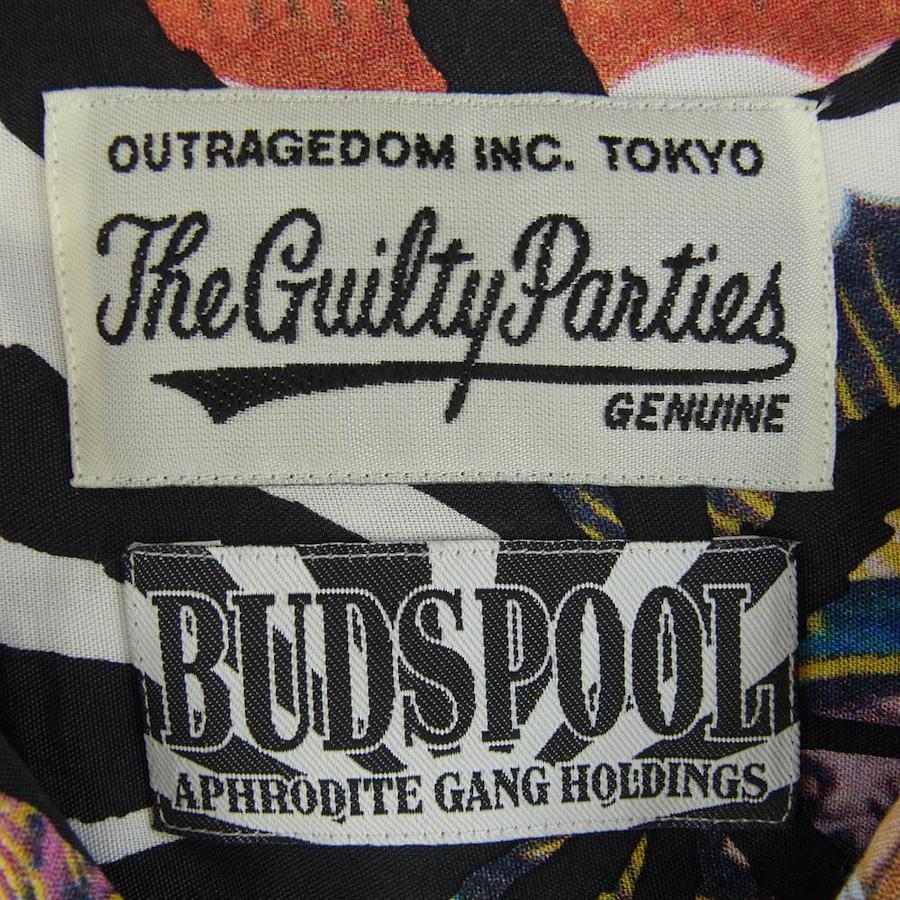 OUTRAGEDOM INC. TOKYO
The Guilty Parties
GENUINE
BUDSPOOL
APHRODITE GANG HOLDINGS